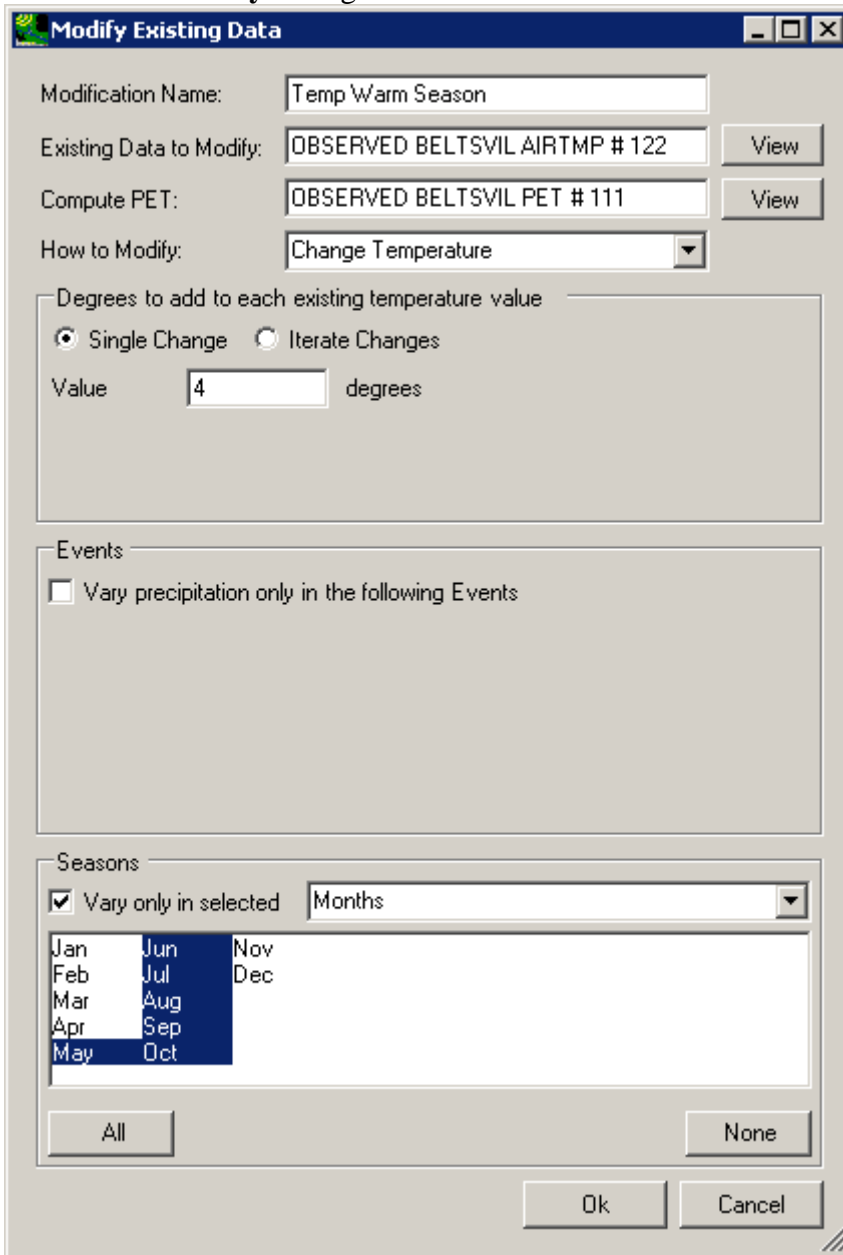 Modify Existing Data
Modification Name: Temp Warm Season
Existing Data to Modify: OBSERVED BELTSVIL AIRTMP # 122 View
Compute PET: OBSERVED BELTSVIL PET # 111 View
How to Modify: Change Temperature
Degrees to add to each existing temperature value
Single Change Iterate Changes
Value 4 degrees
Events
Vary precipitation only in the following Events
Seasons
Vary only in selected Months
Jan Jun Nov
Feb Jul Dec
Mar Aug
Apr Sep
May Oct
All None
Ok Cancel